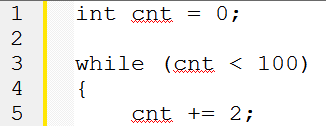 1 int cnt = 0;
2
3 while (cnt < 100)
4 {
5     cnt += 2;